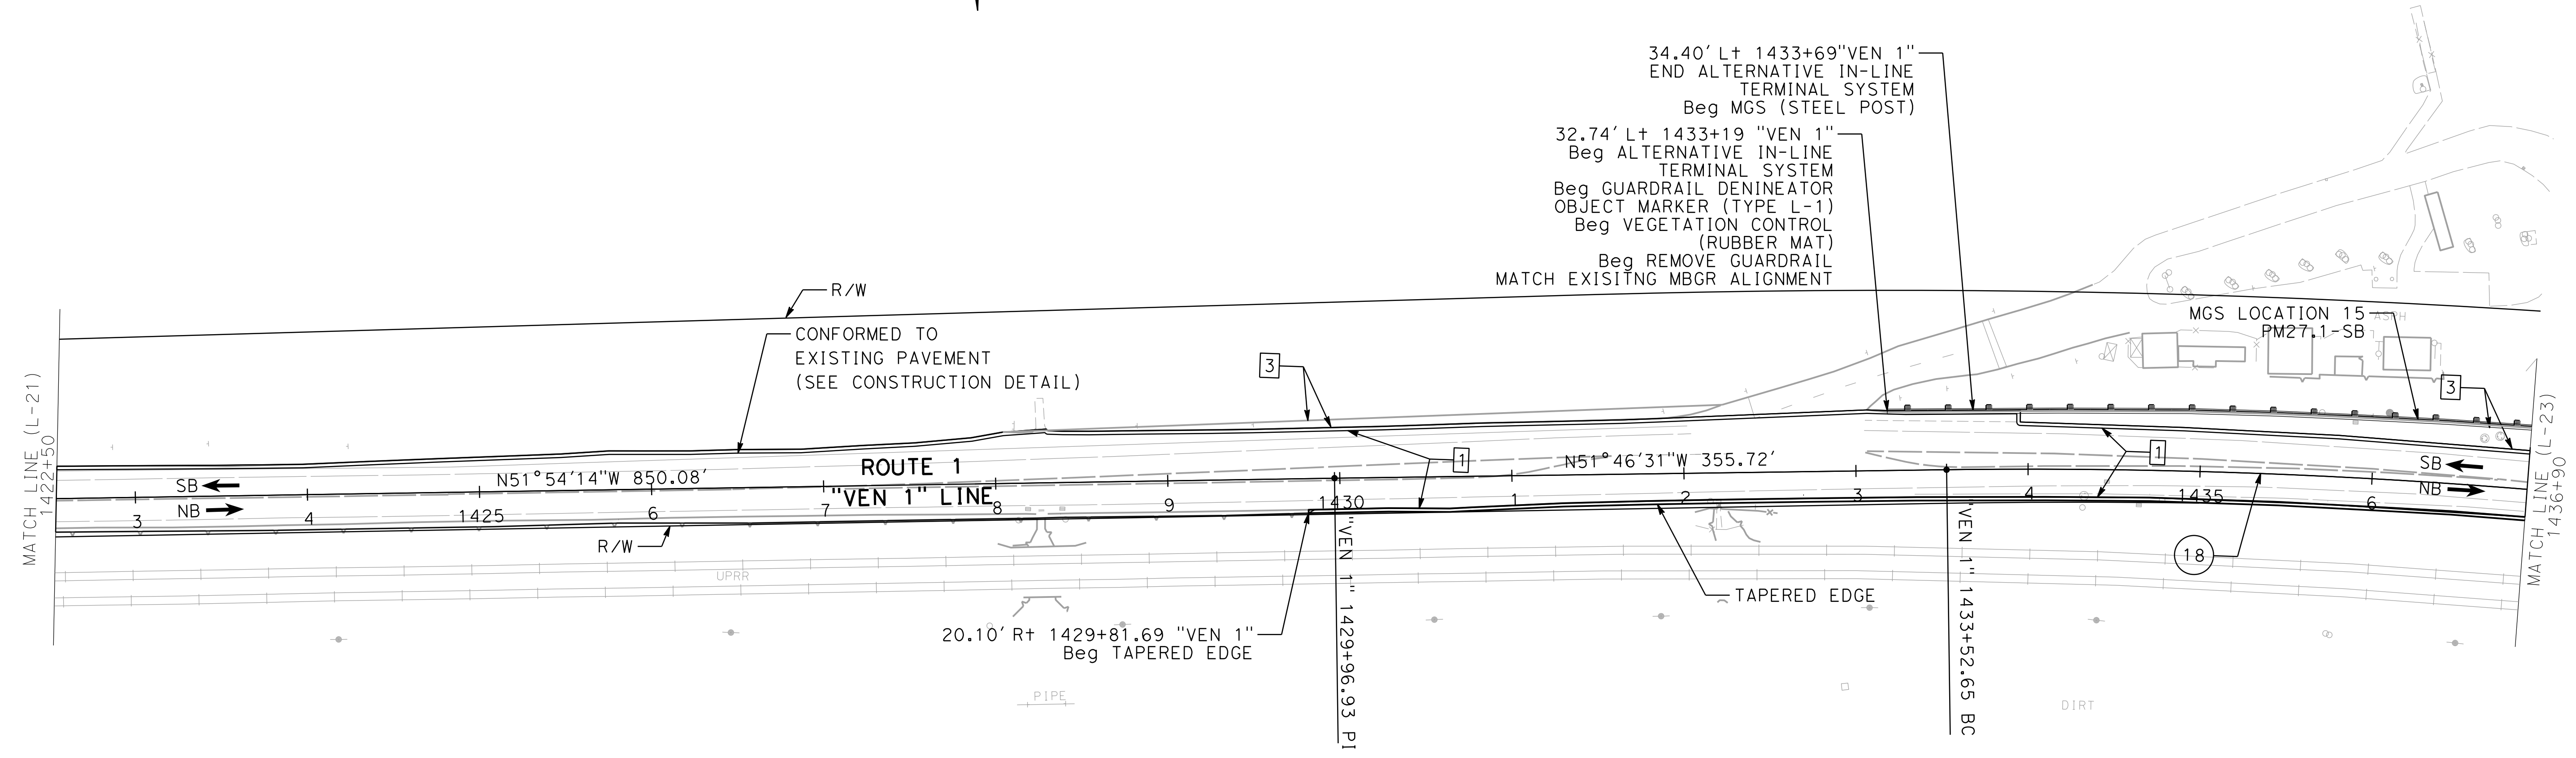 34.40' Lt 1433+69"VEN 1"
END ALTERNATIVE IN-LINE
TERMINAL SYSTEM
Beg MGS (STEEL POST)
32.74' Lt 1433+19 "VEN 1"
Beg ALTERNATIVE IN-LINE
TERMINAL SYSTEM
Beg GUARDRAIL DENINEATOR
OBJECT MARKER (TYPE L-1)
Beg VEGETATION CONTROL
(RUBBER MAT)
Beg REMOVE GUARDRAIL
MATCH EXISITNG MBGR ALIGNMENT
R/W
CONFORMED TO
EXISTING PAVEMENT
(SEE CONSTRUCTION DETAIL)
3
MGS LOCATION 15
PM27.1-SB
ASPH
3
MATCH LINE (L-21)
1422+50
MATCH LINE (L-23)
1436+90
1
1
ROUTE 1
"VEN 1" LINE
N51°54'14"W 850.08'
N51°46'31"W 355.72'
SB
NB
SB
NB
3
4
1425
6
7
8
9
1430
1
2
3
4
1435
6
R/W
UPRR
18
TAPERED EDGE
20.10' Rt 1429+81.69 "VEN 1"
Beg TAPERED EDGE
"VEN 1" 1429+96.93 PI
"VEN 1" 1433+52.65 BC
PIPE
DIRT